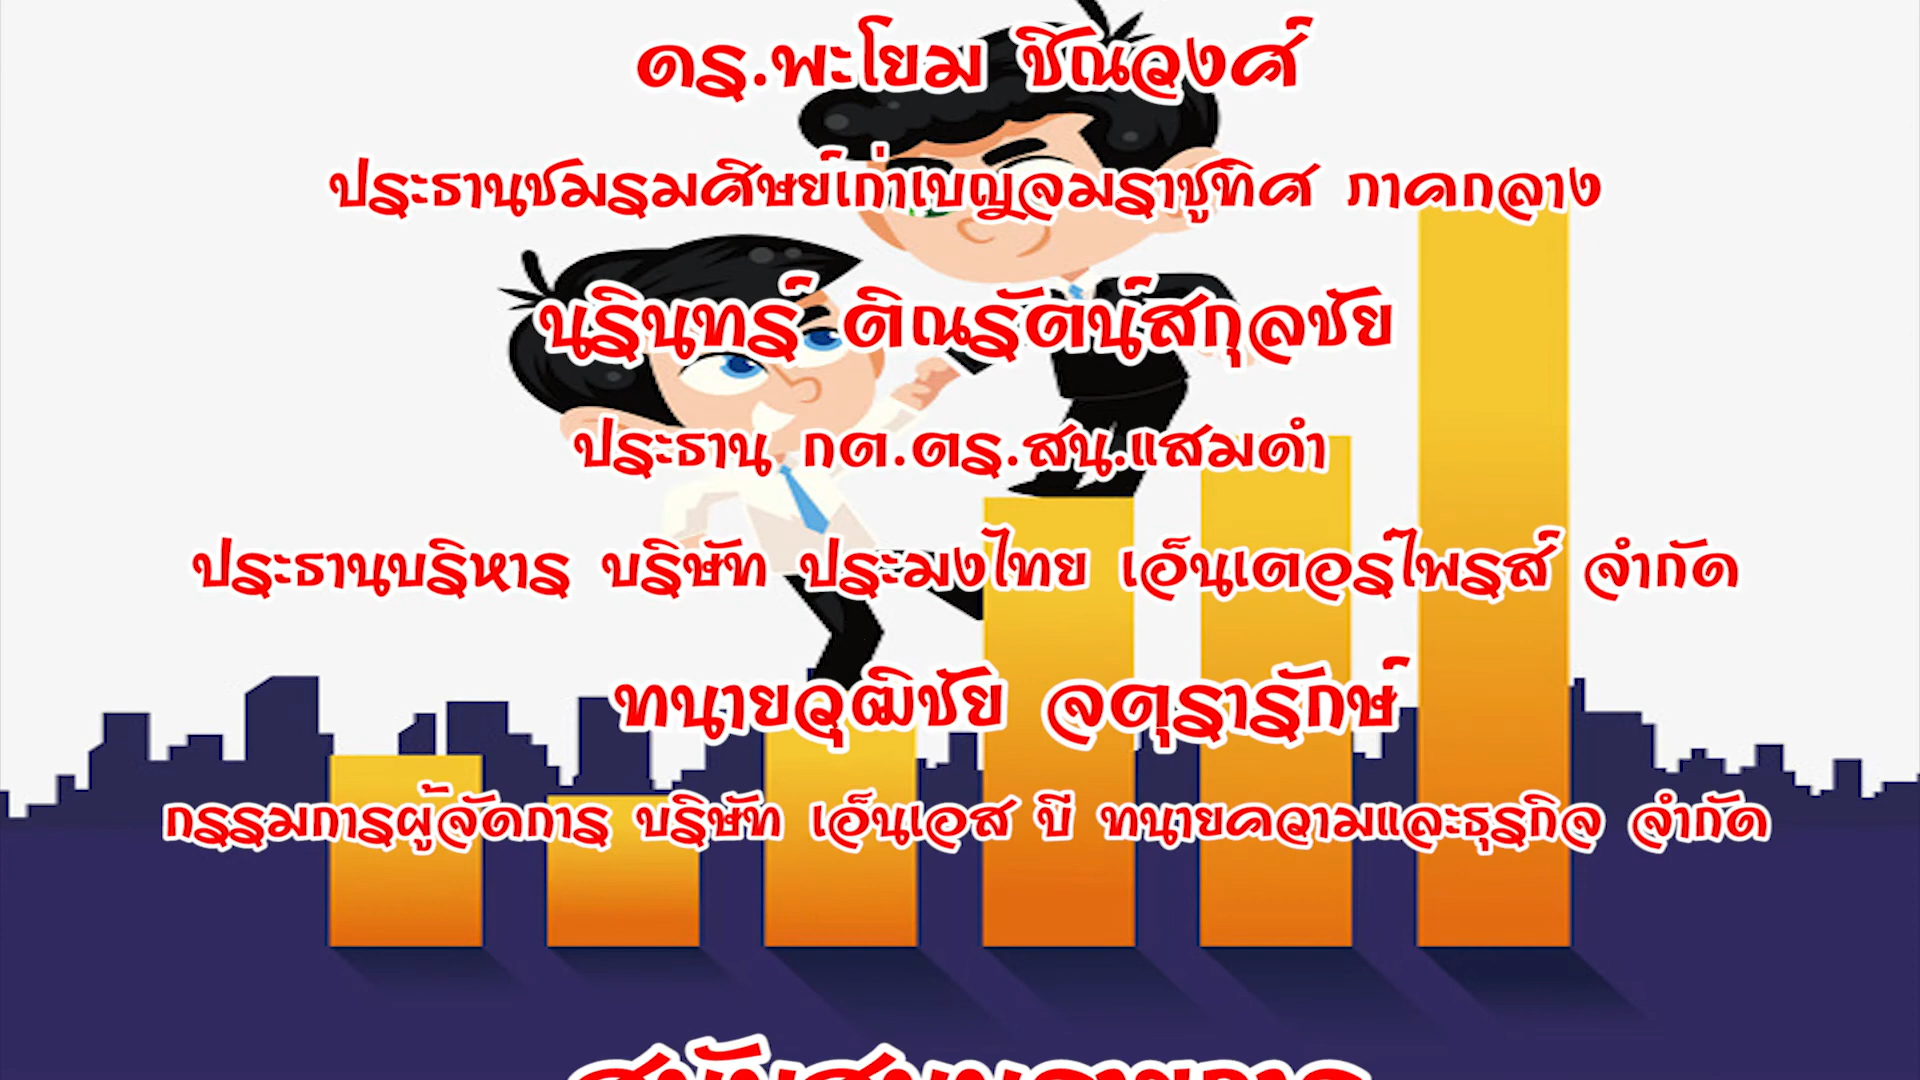 ดร.พะโยม ชิณวงศ์
ประธานชมรมศิษย์เก่าเบญจมราชูทิศ ภาคกลาง
นรินทร์ ติณรัตน์สกุลชัย
ประธาน กต.ตร.สน.แสมดำ
ประธานบริหาร บริษัท ประมงไทย เอ็นเตอร์ไพรส์ จำกัด
ทนายวุฒิชัย จตุรารักษ์
กรรมการผู้จัดการ บริษัท เอ็นเอส บี ทนายความและธุรกิจ จำกัด